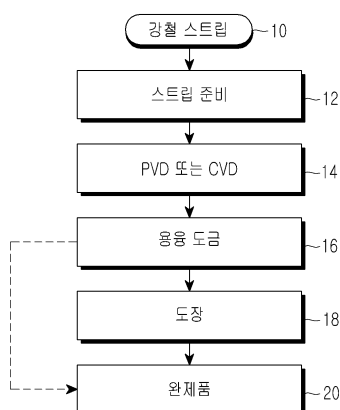 강철 스트립 10
스트립 준비 12
PVD 또는 CVD 14
용융 도금 16
도장 18
완제품 20